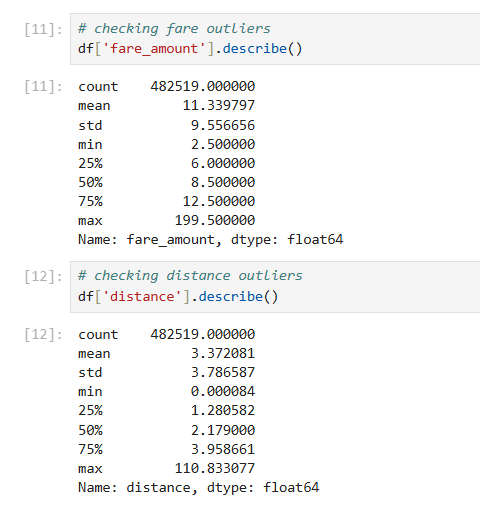 [11]: # checking fare outliers
df['fare_amount'].describe()
[11]: count    482519.000000
mean         11.339797
std           9.556656
min           2.500000
25%           6.000000
50%           8.500000
75%          12.500000
max         199.500000
Name: fare_amount, dtype: float64
[12]: # checking distance outliers
df['distance'].describe()
[12]: count    482519.000000
mean          3.372081
std           3.786587
min           0.000084
25%           1.280582
50%           2.179000
75%           3.958661
max         110.833077
Name: distance, dtype: float64